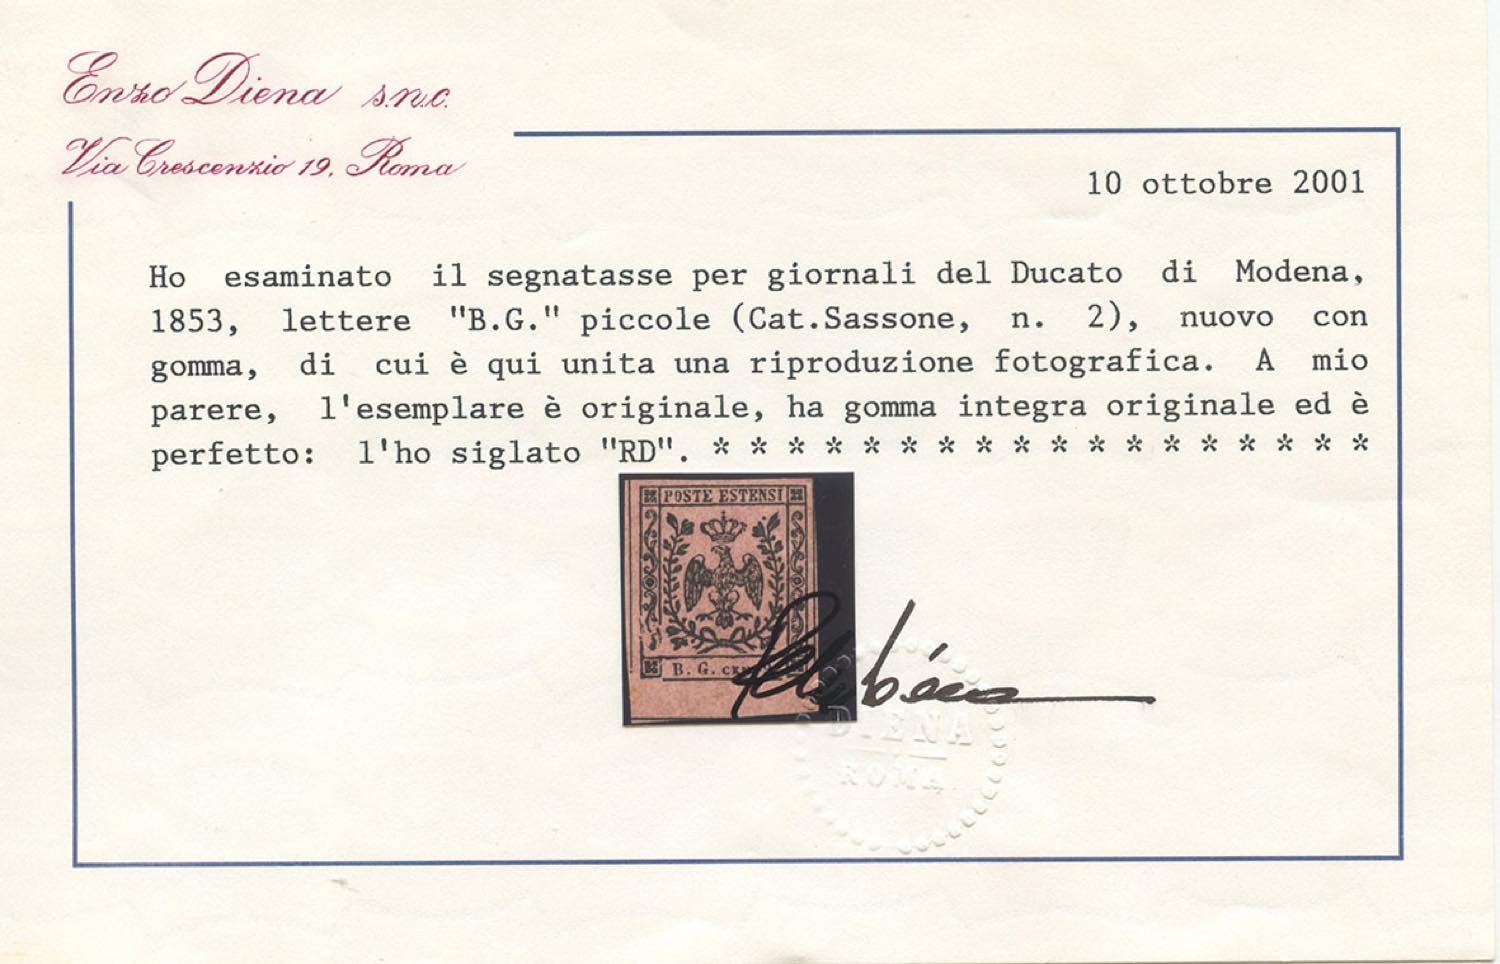 Enzo Diena s.n.c.
Via Crescenzio 19, Roma
10 ottobre 2001
Ho esaminato il segnatasse per giornali del Ducato di Modena,
1853, lettere "B.G." piccole (Cat.Sassone, n. 2), nuovo con
gomma, di cui è qui unita una riproduzione fotografica. A mio
parere, l'esemplare è originale, ha gomma integra originale ed è
perfetto: l'ho siglato "RD". * * * * * * * * * * * * * * * * * *
POSTE ESTENSI
B. G.
DIENA
ROMA